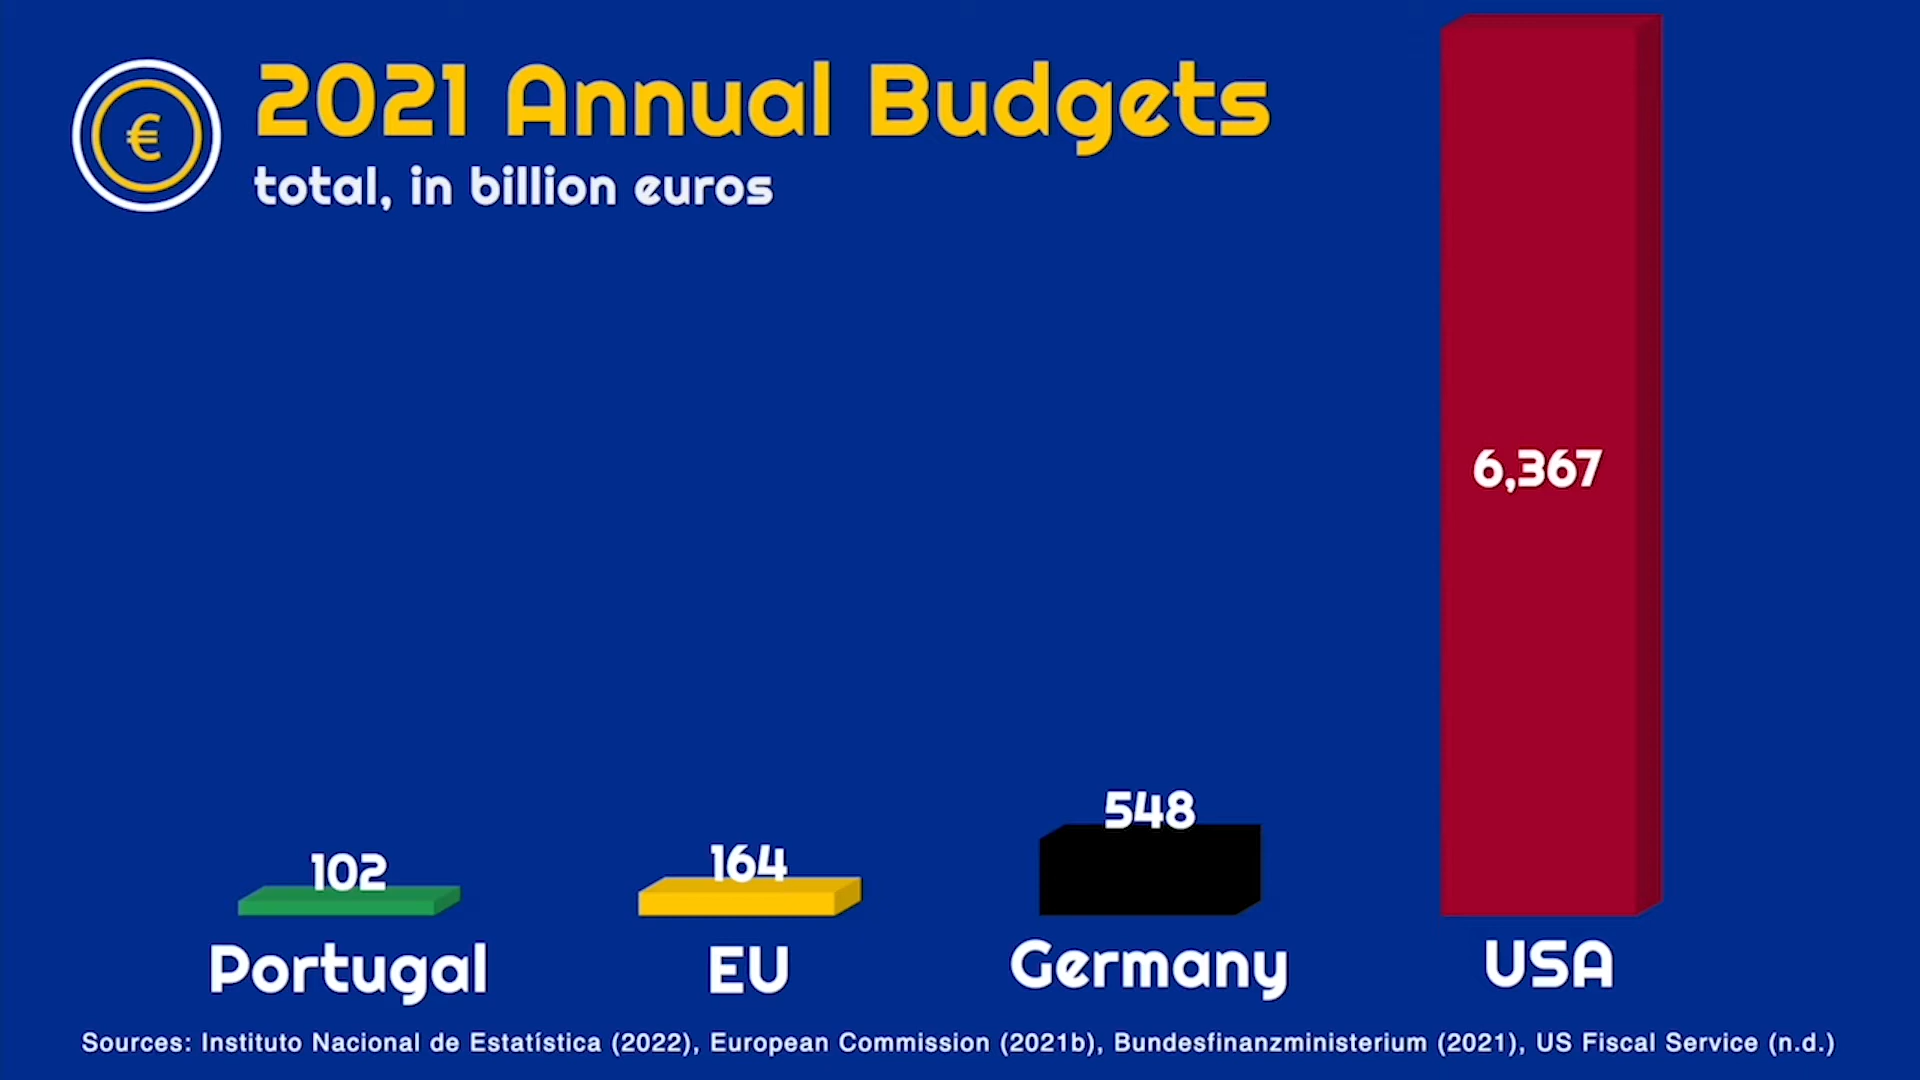 €
2021 Annual Budgets
total, in billion euros
6,367
548
164
102
Portugal
EU
Germany
USA
Sources: Instituto Nacional de Estatística (2022), European Commission (2021b), Bundesfinanzministerium (2021), US Fiscal Service (n.d.)